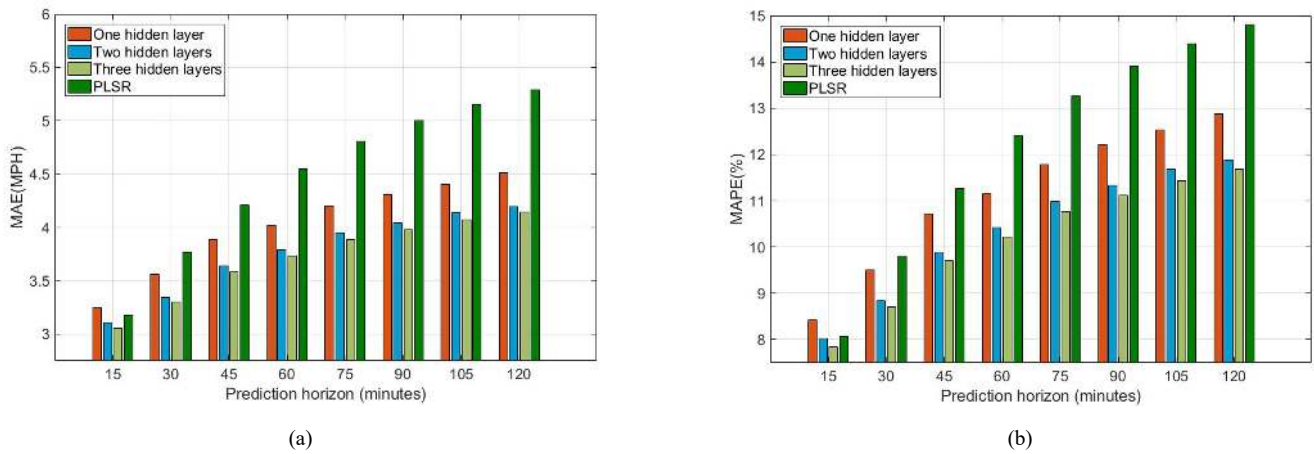 6
5.5
5
4.5
4
3.5
3
MAE(MPH)
One hidden layer
Two hidden layers
Three hidden layers
PLSR
15 30 45 60 75 90 105 120
Prediction horizon (minutes)
(a)
15
14
13
12
11
10
9
8
MAPE(%)
One hidden layer
Two hidden layers
Three hidden layers
PLSR
15 30 45 60 75 90 105 120
Prediction horizon (minutes)
(b)